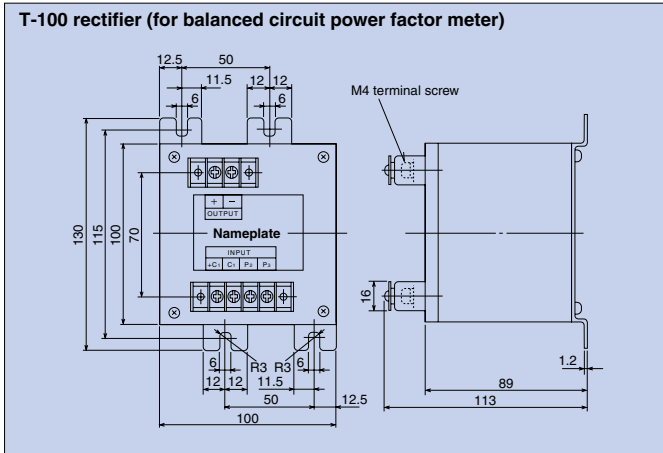 T-100 rectifier (for balanced circuit power factor meter)
12.5 50
11.5 12 12
6 6
M4 terminal screw
+ −
OUTPUT
Nameplate
INPUT
+C1 C1 P2 P3
130
115
100
70
16
6 R3 R3 6
12 12 11.5
50 12.5
100
1.2
89
113